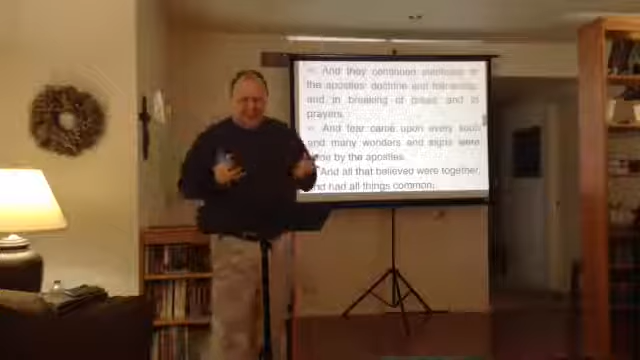 And they continued stedfastly in
the apostles' doctrine and fellowship,
and in breaking of bread, and in
prayers.
And fear came upon every soul:
and many wonders and signs were
one by the apostles.
And all that believed were together,
and had all things common;